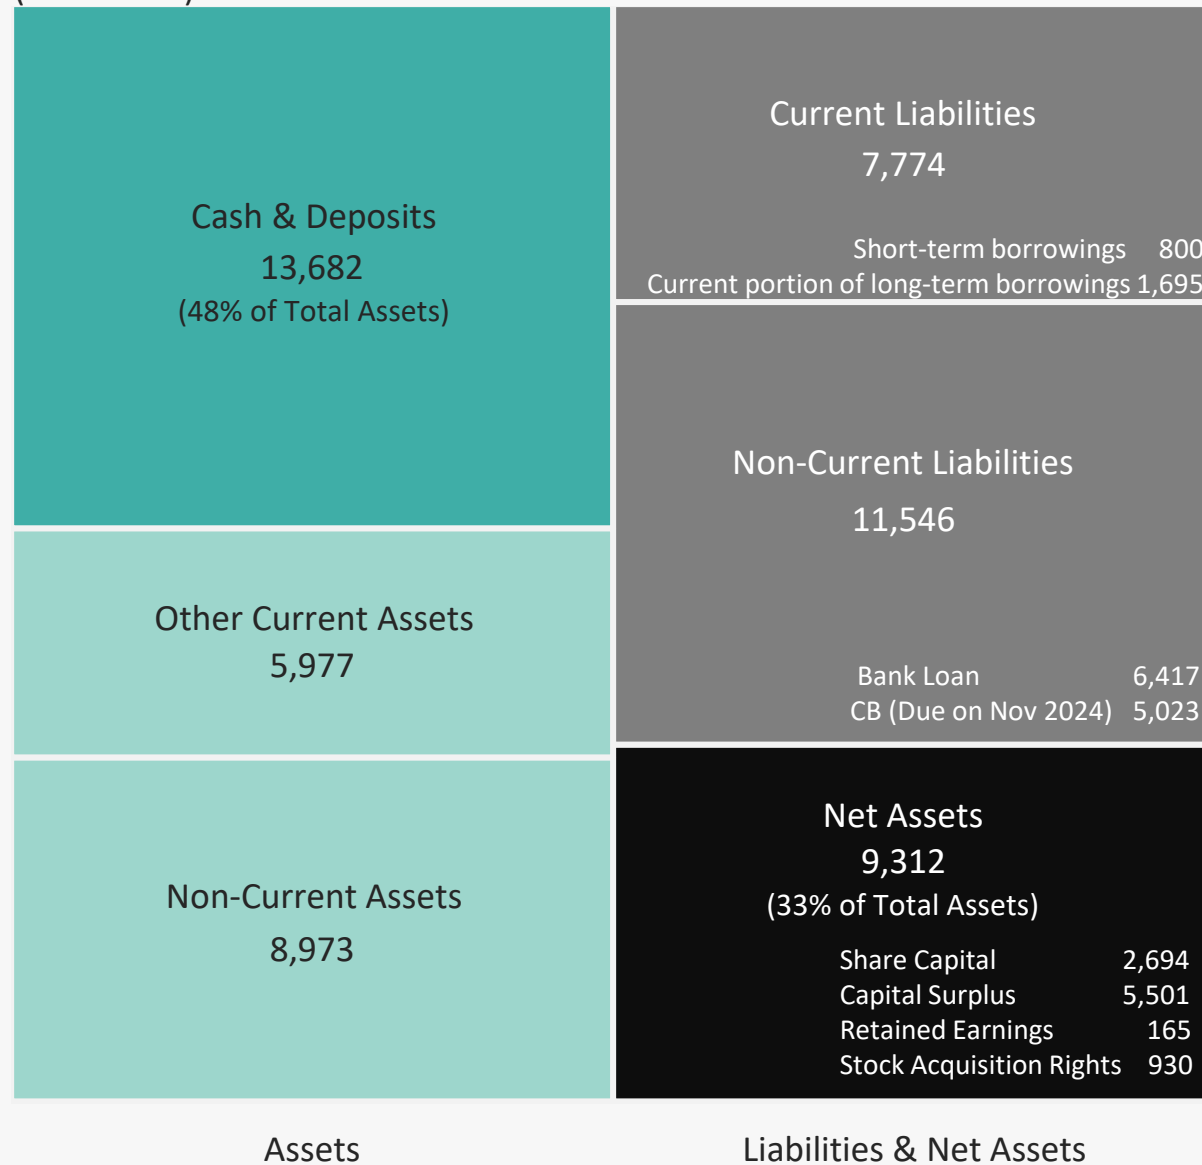 Cash & Deposits
13,682
(48% of Total Assets)
Other Current Assets
5,977
Non-Current Assets
8,973
Assets
Current Liabilities
7,774
Short-term borrowings 800
Current portion of long-term borrowings 1,695
Non-Current Liabilities
11,546
Bank Loan 6,417
CB (Due on Nov 2024) 5,023
Net Assets
9,312
(33% of Total Assets)
Share Capital 2,694
Capital Surplus 5,501
Retained Earnings 165
Stock Acquisition Rights 930
Liabilities & Net Assets